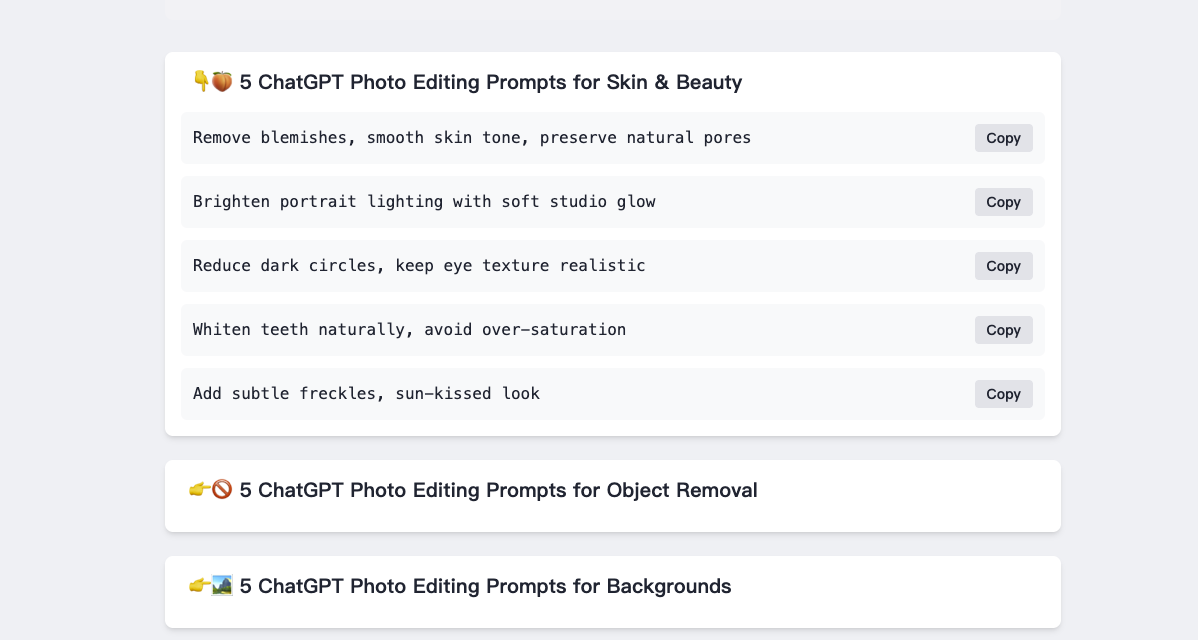 👇🍑 5 ChatGPT Photo Editing Prompts for Skin & Beauty
Remove blemishes, smooth skin tone, preserve natural pores
Copy
Brighten portrait lighting with soft studio glow
Copy
Reduce dark circles, keep eye texture realistic
Copy
Whiten teeth naturally, avoid over-saturation
Copy
Add subtle freckles, sun-kissed look
Copy
👉🚫 5 ChatGPT Photo Editing Prompts for Object Removal
👉🏞️ 5 ChatGPT Photo Editing Prompts for Backgrounds